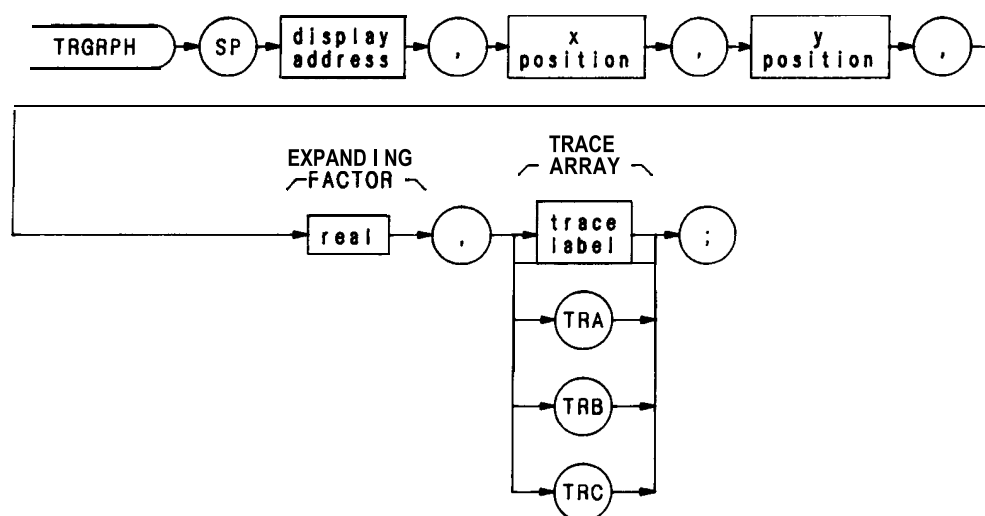 TRGRPH SP display address , x position , y position ,
EXPANDING FACTOR
TRACE ARRAY
real , trace label ;
TRA
TRB
TRC